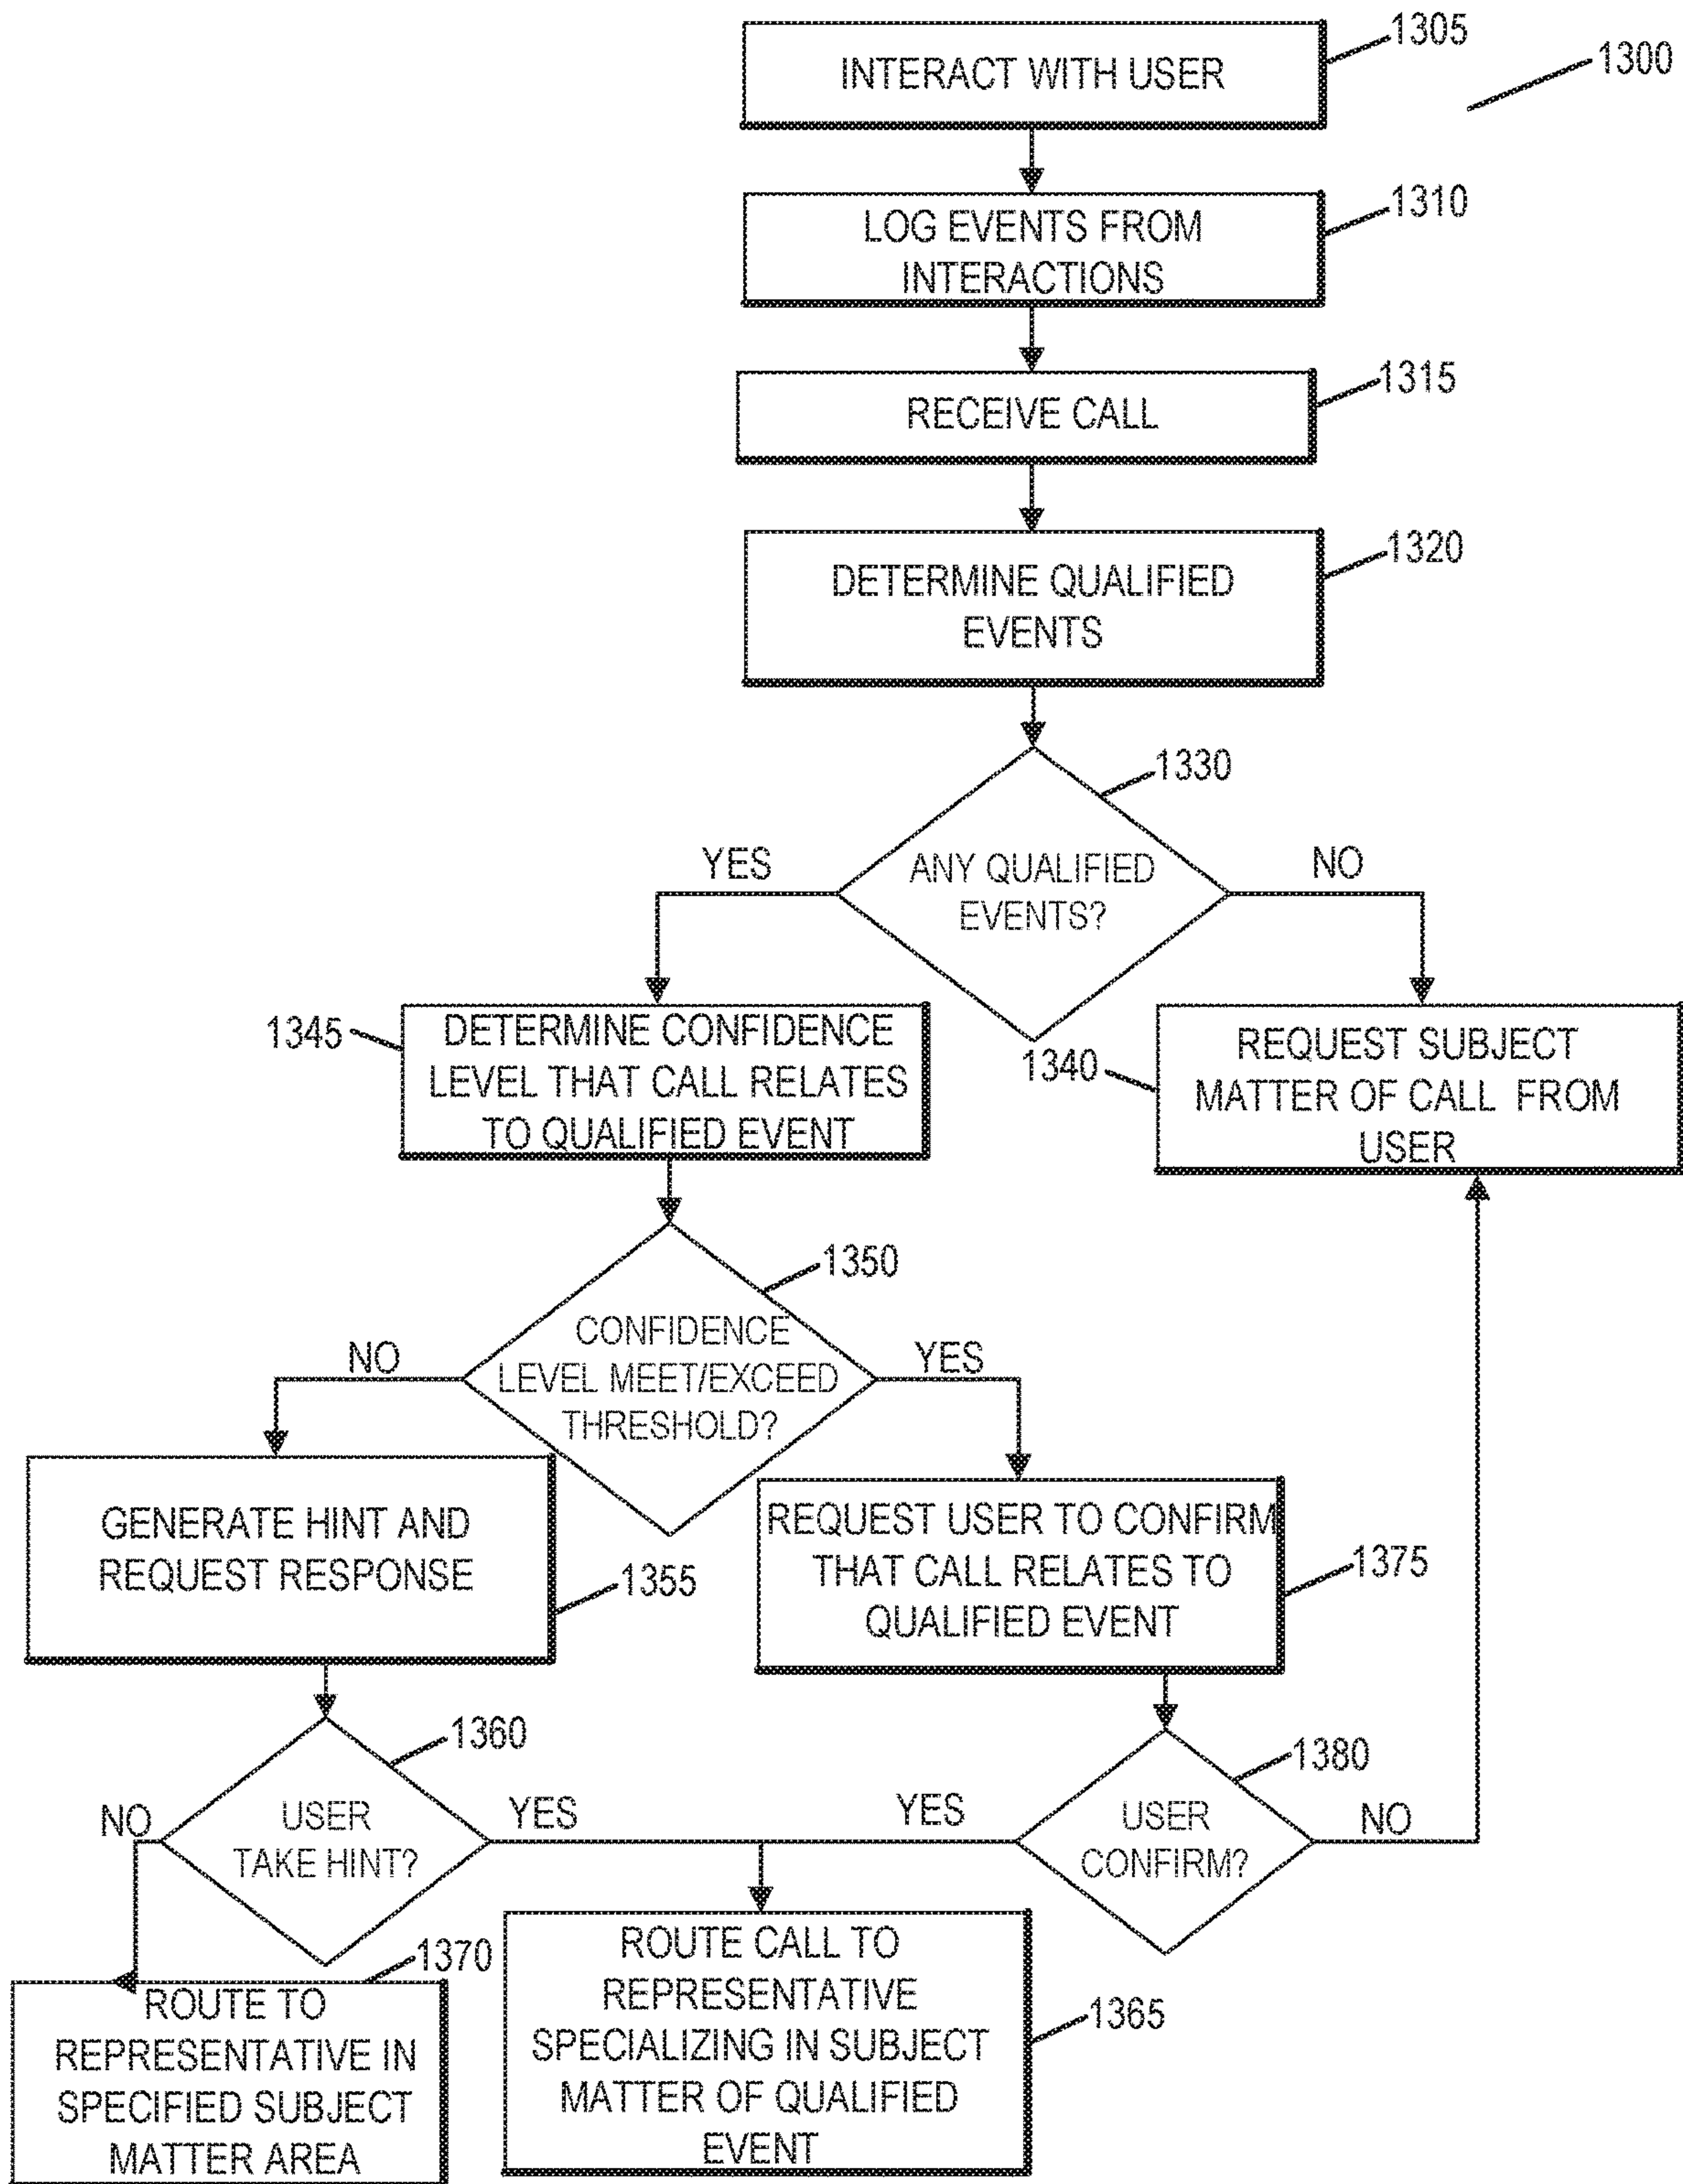 1305
INTERACT WITH USER
1300
1310
LOG EVENTS FROM
INTERACTIONS
1315
RECEIVE CALL
1320
DETERMINE QUALIFIED
EVENTS
1330
YES
ANY QUALIFIED
EVENTS?
NO
1345
DETERMINE CONFIDENCE
LEVEL THAT CALL RELATES
TO QUALIFIED EVENT
1340
REQUEST SUBJECT
MATTER OF CALL FROM
USER
1350
NO
CONFIDENCE
LEVEL MEET/EXCEED
THRESHOLD?
YES
GENERATE HINT AND
REQUEST RESPONSE
1355
REQUEST USER TO CONFIRM
THAT CALL RELATES TO
QUALIFIED EVENT
1375
1360
NO
USER
TAKE HINT?
YES
1380
YES
USER
CONFIRM?
NO
1370
ROUTE TO
REPRESENTATIVE IN
SPECIFIED SUBJECT
MATTER AREA
ROUTE CALL TO
REPRESENTATIVE
SPECIALIZING IN SUBJECT
MATTER OF QUALIFIED
EVENT
1365